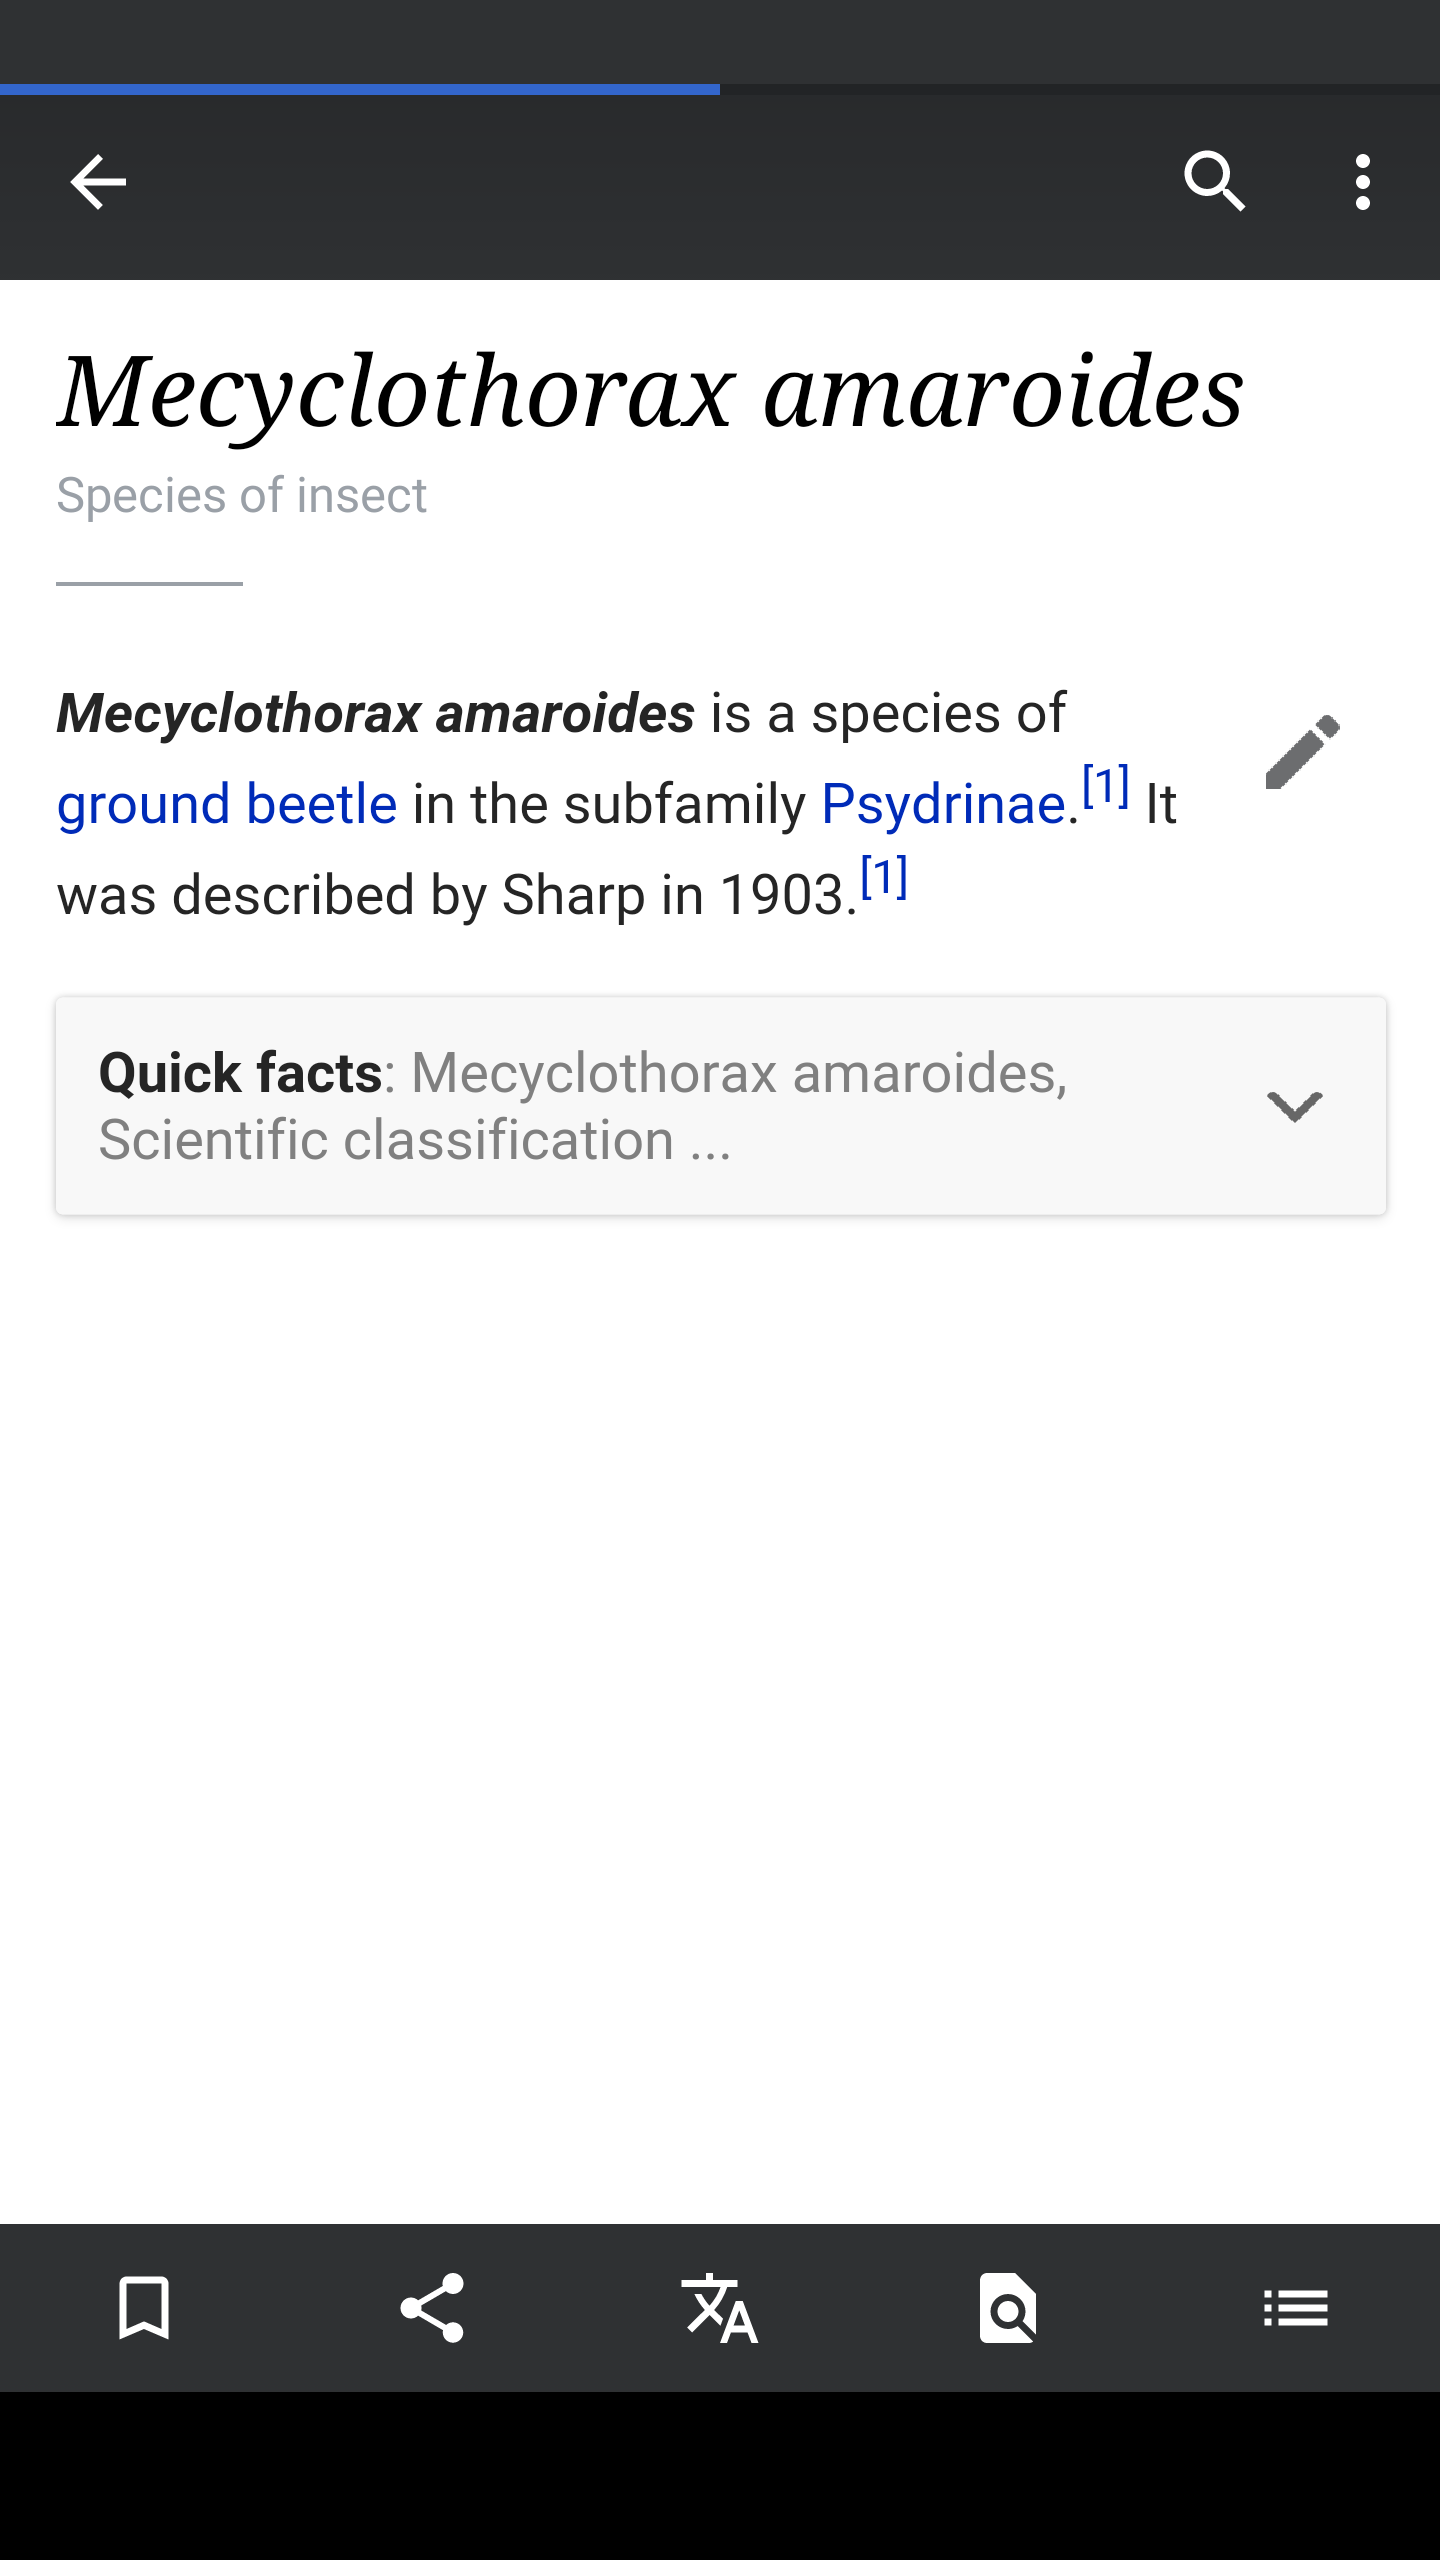 Mecyclothorax amaroides
Species of insect
Mecyclothorax amaroides is a species of
ground beetle in the subfamily Psydrinae.[1] It
was described by Sharp in 1903.[1]
Quick facts: Mecyclothorax amaroides,
Scientific classification ...